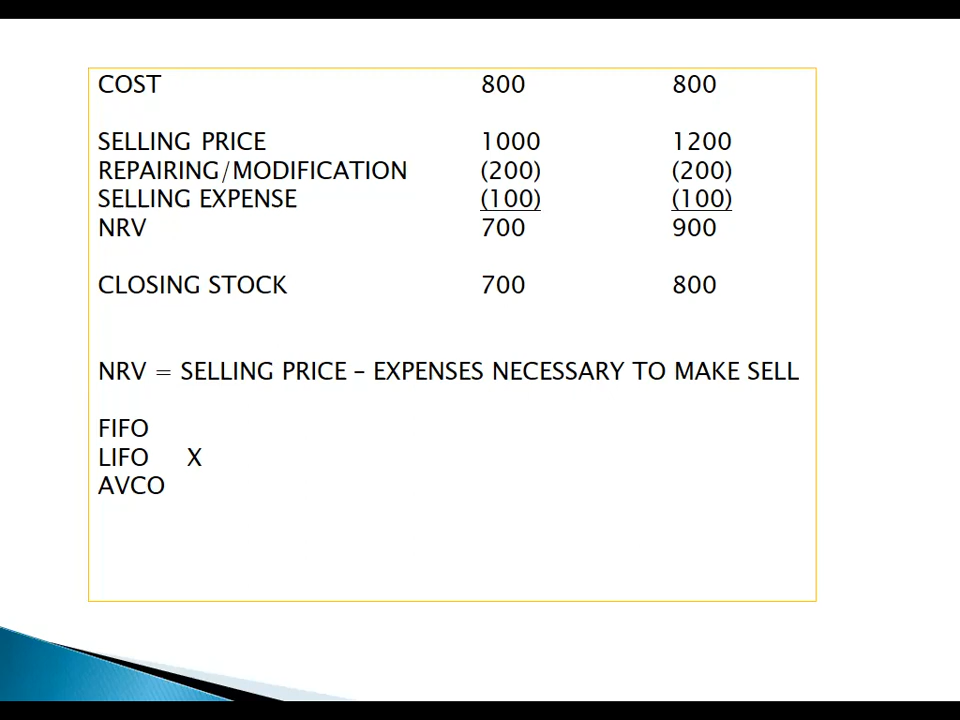 COST 800 800
SELLING PRICE 1000 1200
REPAIRING/MODIFICATION (200) (200)
SELLING EXPENSE (100) (100)
NRV 700 900
CLOSING STOCK 700 800
NRV = SELLING PRICE – EXPENSES NECESSARY TO MAKE SELL
FIFO
LIFO X
AVCO